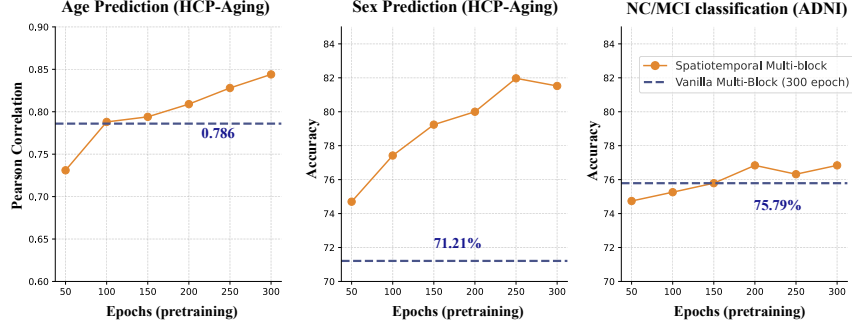 Age Prediction (HCP-Aging)
0.90
0.85
0.80
0.75
0.70
0.65
0.60
Pearson Correlation
0.786
50 100 150 200 250 300
Epochs (pretraining)
Sex Prediction (HCP-Aging)
84
82
80
78
76
74
72
70
Accuracy
71.21%
50 100 150 200 250 300
Epochs (pretraining)
NC/MCI classification (ADNI)
84
82
80
78
76
74
72
70
Accuracy
Spatiotemporal Multi-block
Vanilla Multi-Block (300 epoch)
75.79%
50 100 150 200 250 300
Epochs (pretraining)